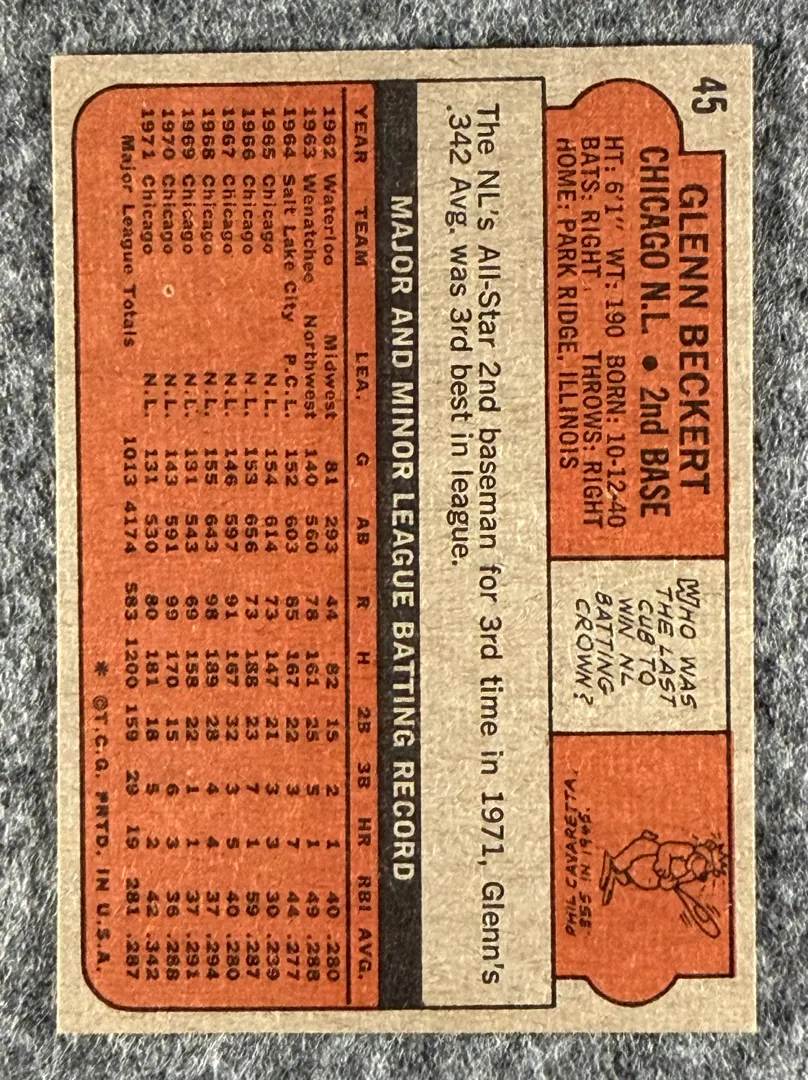 45
GLENN BECKERT
CHICAGO N.L. • 2nd BASE
HT: 6'1" WT: 190 BORN: 10-12-40
BATS: RIGHT THROWS: RIGHT
HOME: PARK RIDGE, ILLINOIS
WHO WAS
THE LAST
CUB TO
WIN NL
BATTING
CROWN?
PHIL CAVARETTA,
.355 IN 1945.
The NL's All-Star 2nd baseman for 3rd time in 1971, Glenn's
.342 Avg. was 3rd best in league.
MAJOR AND MINOR LEAGUE BATTING RECORD
YEAR TEAM LEA. G AB R H 2B 3B HR RBI AVG.
1962 Waterloo Midwest 81 293 44 82 15 2 1 40 .280
1963 Wenatchee Northwest 140 560 78 161 25 5 1 49 .288
1964 Salt Lake City P.C.L. 152 603 85 167 22 3 7 44 .277
1965 Chicago N.L. 154 614 73 147 21 3 3 30 .239
1966 Chicago N.L. 153 656 73 188 23 7 1 59 .287
1967 Chicago N.L. 146 597 91 167 32 3 5 40 .280
1968 Chicago N.L. 155 643 98 189 28 4 4 37 .294
1969 Chicago N.L. 131 543 69 158 22 1 1 37 .291
1970 Chicago N.L. 143 591 99 170 15 6 3 36 .288
1971 Chicago N.L. 131 530 80 181 18 5 2 42 .342
Major League Totals 1013 4174 583 1200 159 29 19 281 .287
* ©T.C.G. PRTD. IN U.S.A.